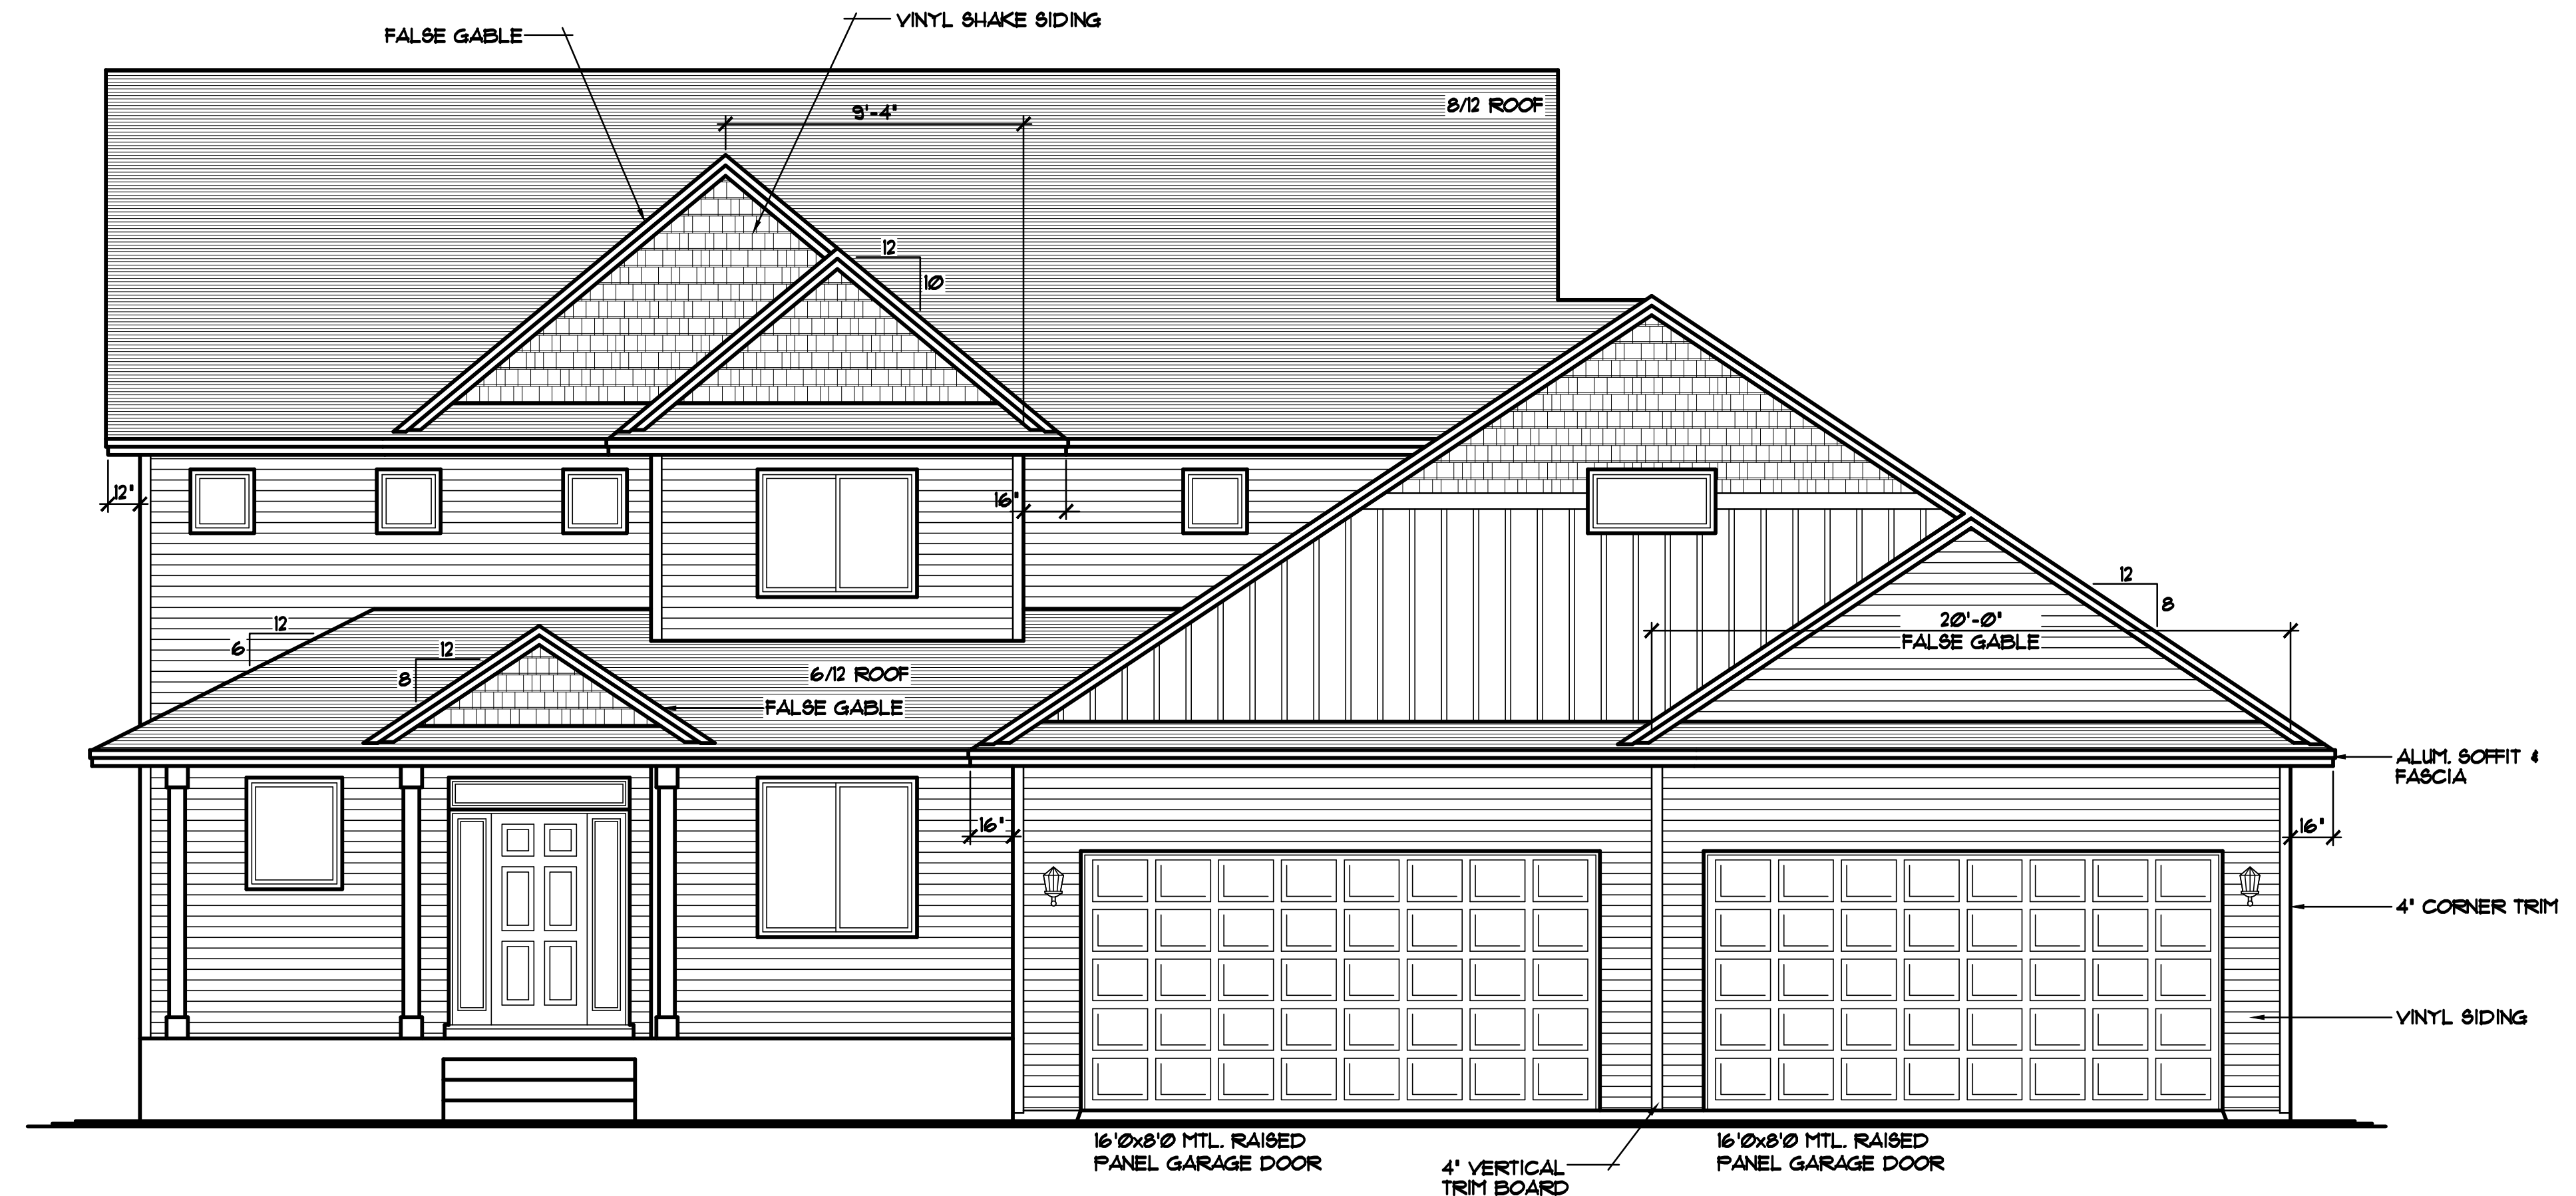 VINYL SHAKE SIDING
FALSE GABLE
8/12 ROOF
9'-4"
12
10
12"
16"
12
6
12
8
6/12 ROOF
FALSE GABLE
12
8
20'-0"
FALSE GABLE
ALUM. SOFFIT &
FASCIA
16"
16"
4" CORNER TRIM
VINYL SIDING
16'0x8'0 MTL. RAISED
PANEL GARAGE DOOR
4" VERTICAL
TRIM BOARD
16'0x8'0 MTL. RAISED
PANEL GARAGE DOOR